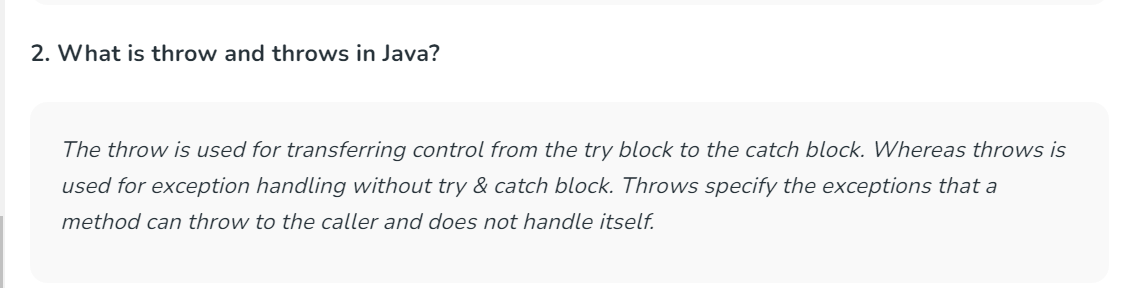 2. What is throw and throws in Java?
The throw is used for transferring control from the try block to the catch block. Whereas throws is
used for exception handling without try & catch block. Throws specify the exceptions that a
method can throw to the caller and does not handle itself.